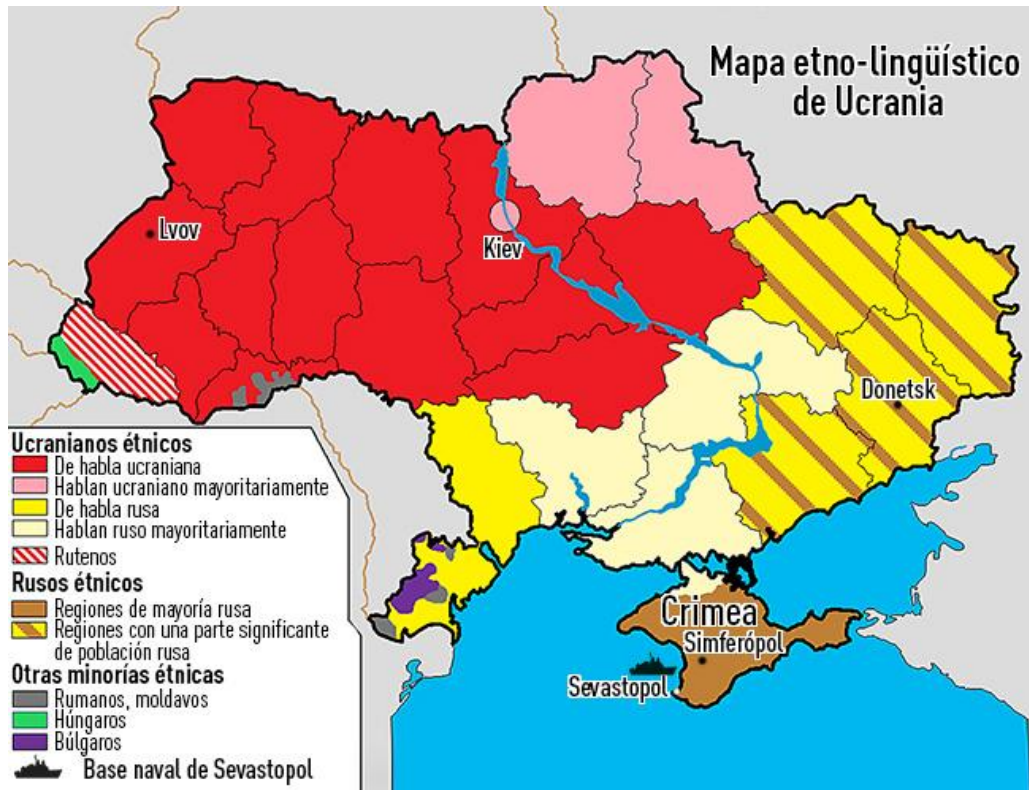 Mapa etno-lingüístico
de Ucrania
Lvov
Kiev
Donetsk
Crimea
Simferópol
Sevastopol
Ucranianos étnicos
De habla ucraniana
Hablan ucraniano mayoritariamente
De habla rusa
Hablan ruso mayoritariamente
Rutenos
Rusos étnicos
Regiones de mayoría rusa
Regiones con una parte significante
de población rusa
Otras minorías étnicas
Rumanos, moldavos
Húngaros
Búlgaros
Base naval de Sevastopol